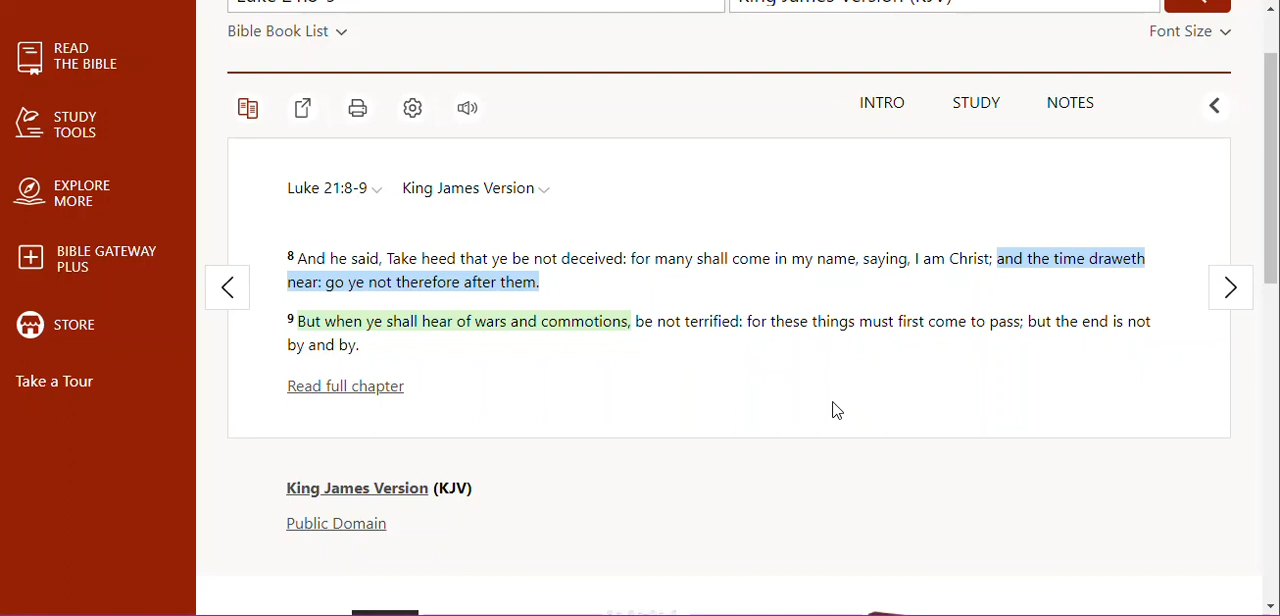 Bible Book List
Font Size
READ
THE BIBLE
STUDY
TOOLS
EXPLORE
MORE
BIBLE GATEWAY
PLUS
STORE
Take a Tour
INTRO STUDY NOTES
Luke 21:8-9 King James Version
8 And he said, Take heed that ye be not deceived: for many shall come in my name, saying, I am Christ; and the time draweth
near: go ye not therefore after them.
9 But when ye shall hear of wars and commotions, be not terrified: for these things must first come to pass; but the end is not
by and by.
Read full chapter
King James Version (KJV)
Public Domain